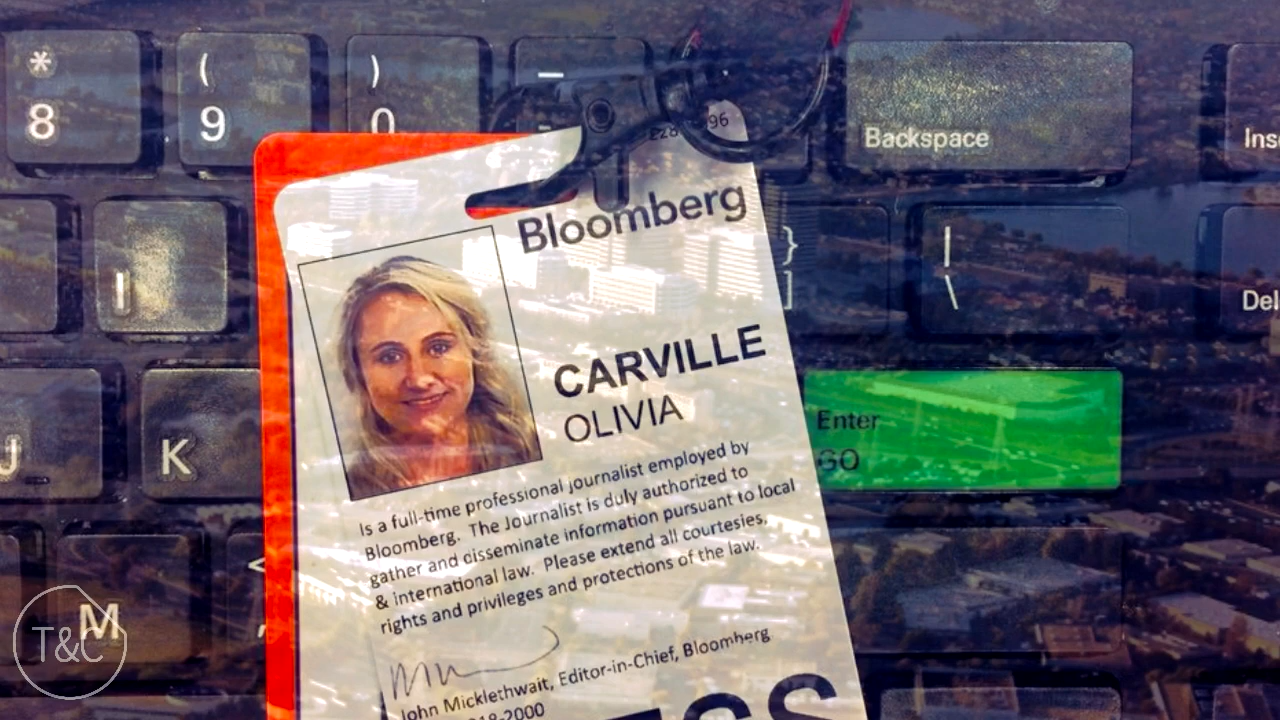 * ( ) _
8 9 0
Backspace
Ins
96
Bloomberg
}
]
|
\
Del
CARVILLE
OLIVIA
Enter
GO
J K
Is a full-time professional journalist employed by
Bloomberg. The Journalist is duly authorized to
gather and disseminate information pursuant to local
& international law. Please extend all courtesies,
rights and privileges and protections of the law.
<
,
M
T&C
John Micklethwait, Editor-in-Chief, Bloomberg
-2000